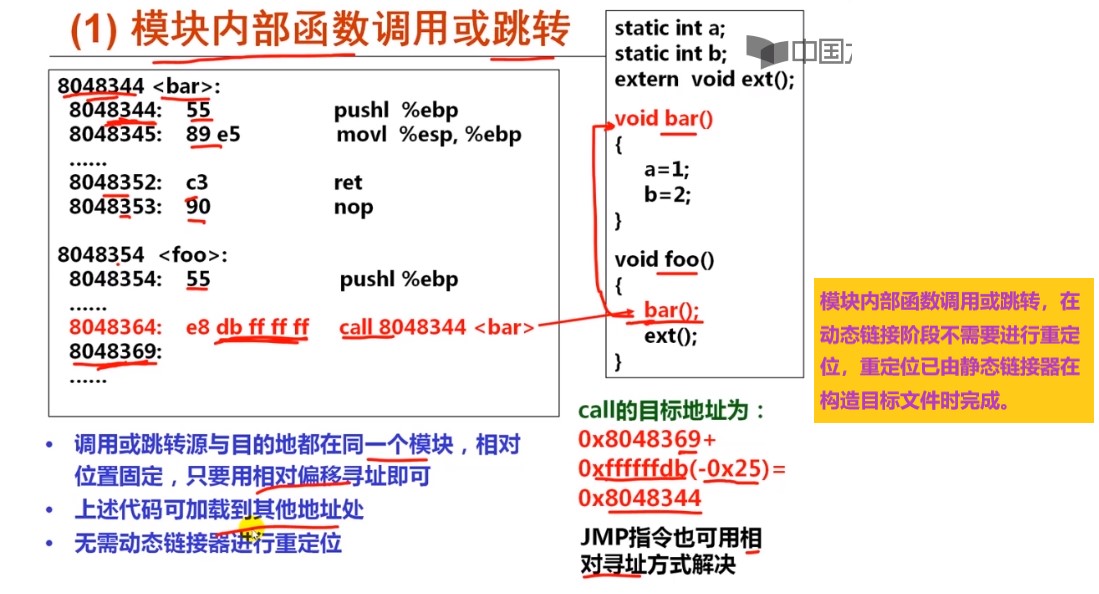 (1) 模块内部函数调用或跳转
8048344 <bar>:
8048344: 55 pushl %ebp
8048345: 89 e5 movl %esp, %ebp
......
8048352: c3 ret
8048353: 90 nop
8048354 <foo>:
8048354: 55 pushl %ebp
......
8048364: e8 db ff ff ff call 8048344 <bar>
8048369:
......
static int a;
static int b;
extern void ext();
void bar()
{
a=1;
b=2;
}
void foo()
{
bar();
ext();
}
中国
模块内部函数调用或跳转，在
动态链接阶段不需要进行重定
位，重定位已由静态链接器在
构造目标文件时完成。
• 调用或跳转源与目的地都在同一个模块，相对
位置固定，只要用相对偏移寻址即可
• 上述代码可加载到其他地址处
• 无需动态链接器进行重定位
call的目标地址为：
0x8048369+
0xffffffdb(-0x25)=
0x8048344
JMP指令也可用相
对寻址方式解决